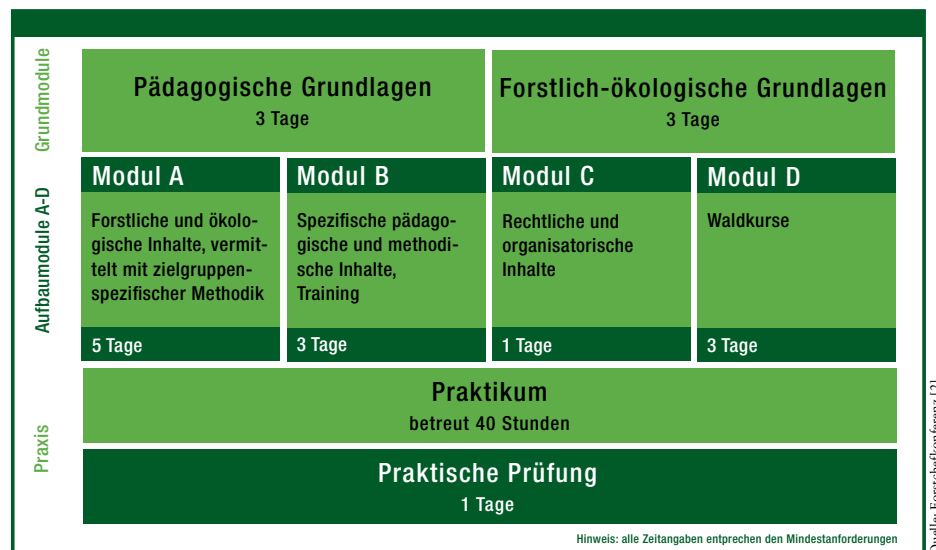 Grundmodule
Pädagogische Grundlagen
3 Tage
Forstlich-ökologische Grundlagen
3 Tage
Aufbaumodule A-D
Modul A
Forstliche und ökolo-
gische Inhalte, vermit-
telt mit zielgruppen-
spezifischer Methodik
5 Tage
Modul B
Spezifische pädago-
gische und methodi-
sche Inhalte,
Training
3 Tage
Modul C
Rechtliche und
organisatorische
Inhalte
1 Tage
Modul D
Waldkurse
3 Tage
Praxis
Praktikum
betreut 40 Stunden
Praktische Prüfung
1 Tage
Hinweis: alle Zeitangaben entprechen den Mindestanforderungen
Quelle: Forstchefkonferenz [2]